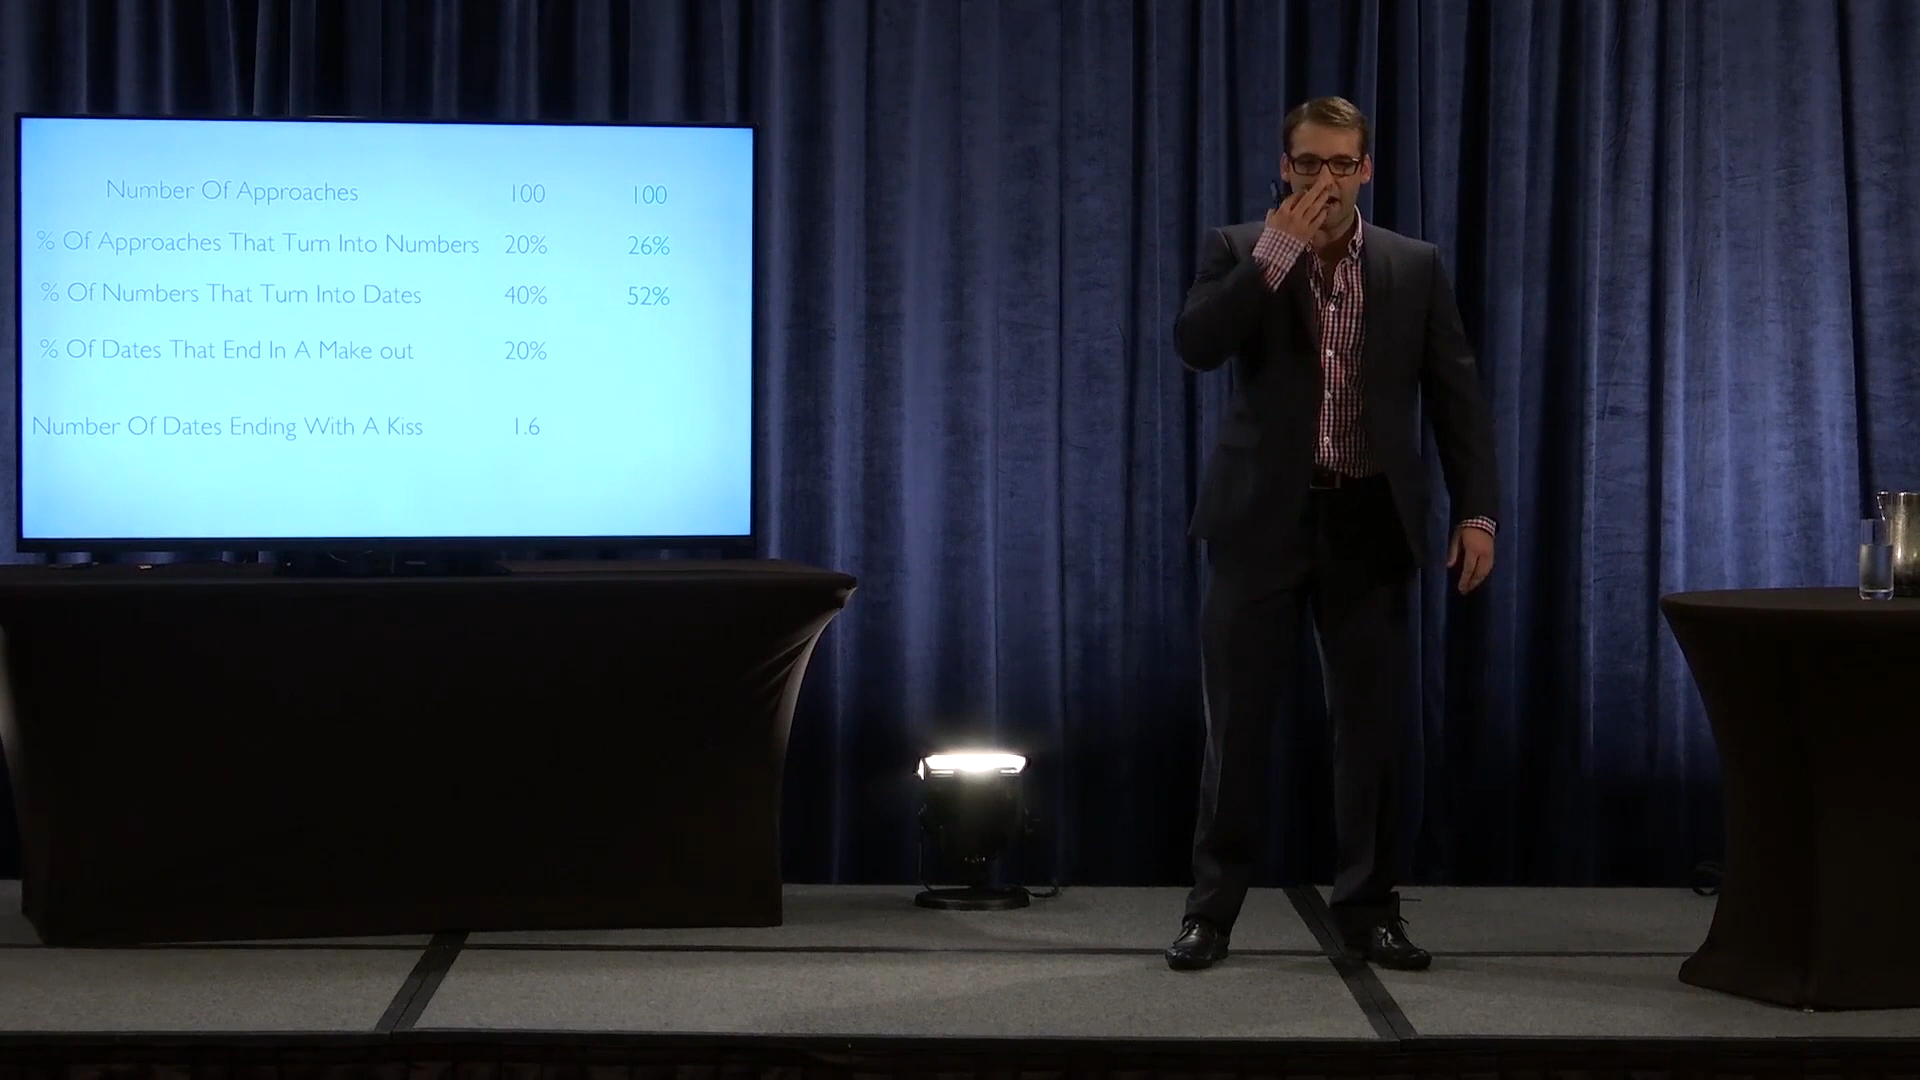 Number Of Approaches 100 100
% Of Approaches That Turn Into Numbers 20% 26%
% Of Numbers That Turn Into Dates 40% 52%
% Of Dates That End In A Make out 20%
Number Of Dates Ending With A Kiss 1.6